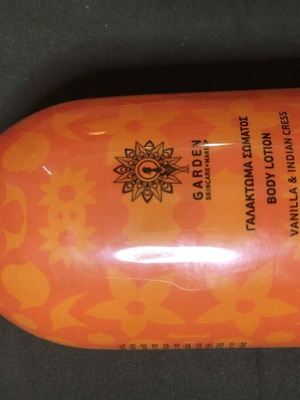 GARDEN
SKINCARE+MAKEUP
ΓΑΛΑΚΤΩΜΑ ΣΩΜΑΤΟΣ
BODY LOTION
VANILLA & INDIAN CRESS